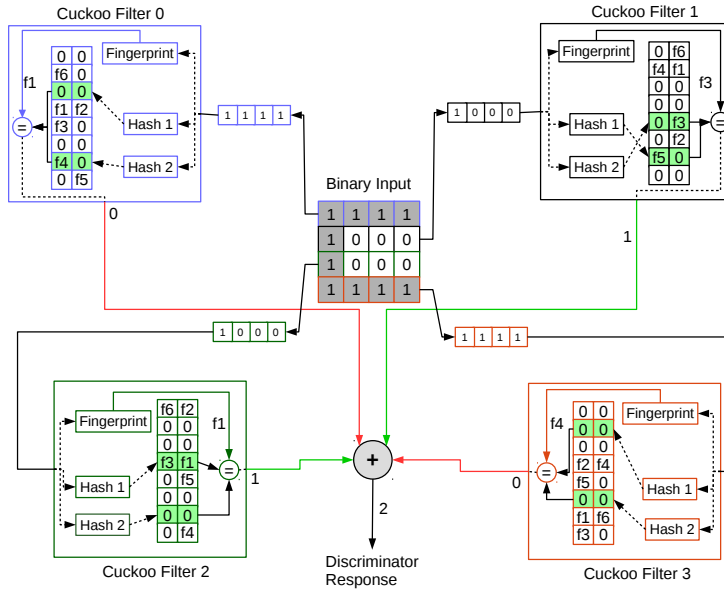 Cuckoo Filter 0
Fingerprint
f1
0 0
f6 0
0 0
f1 f2
f3 0
0 0
f4 0
0 f5
Hash 1
Hash 2
=
1 1 1 1
0
Cuckoo Filter 1
Fingerprint
f3
0 f6
f4 f1
0 0
0 0
0 f3
0 f2
f5 0
0 0
Hash 1
Hash 2
=
1 0 0 0
1
Binary Input
1 1 1 1
1 0 0 0
1 0 0 0
1 1 1 1
1 0 0 0
1 1 1 1
Fingerprint
f1
f6 f2
0 0
0 0
f3 f1
0 f5
0 0
0 0
0 f4
Hash 1
Hash 2
=
1
Cuckoo Filter 2
+
2
Discriminator
Response
Fingerprint
f4
0 0
0 0
0 0
f2 f4
f5 0
0 0
f1 f6
f3 0
Hash 1
Hash 2
=
0
Cuckoo Filter 3